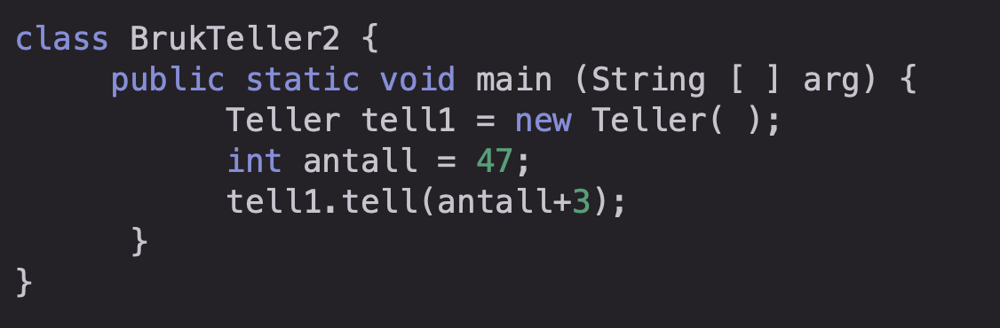 class BrukTeller2 {
public static void main (String [ ] arg) {
Teller tell1 = new Teller( );
int antall = 47;
tell1.tell(antall+3);
}
}